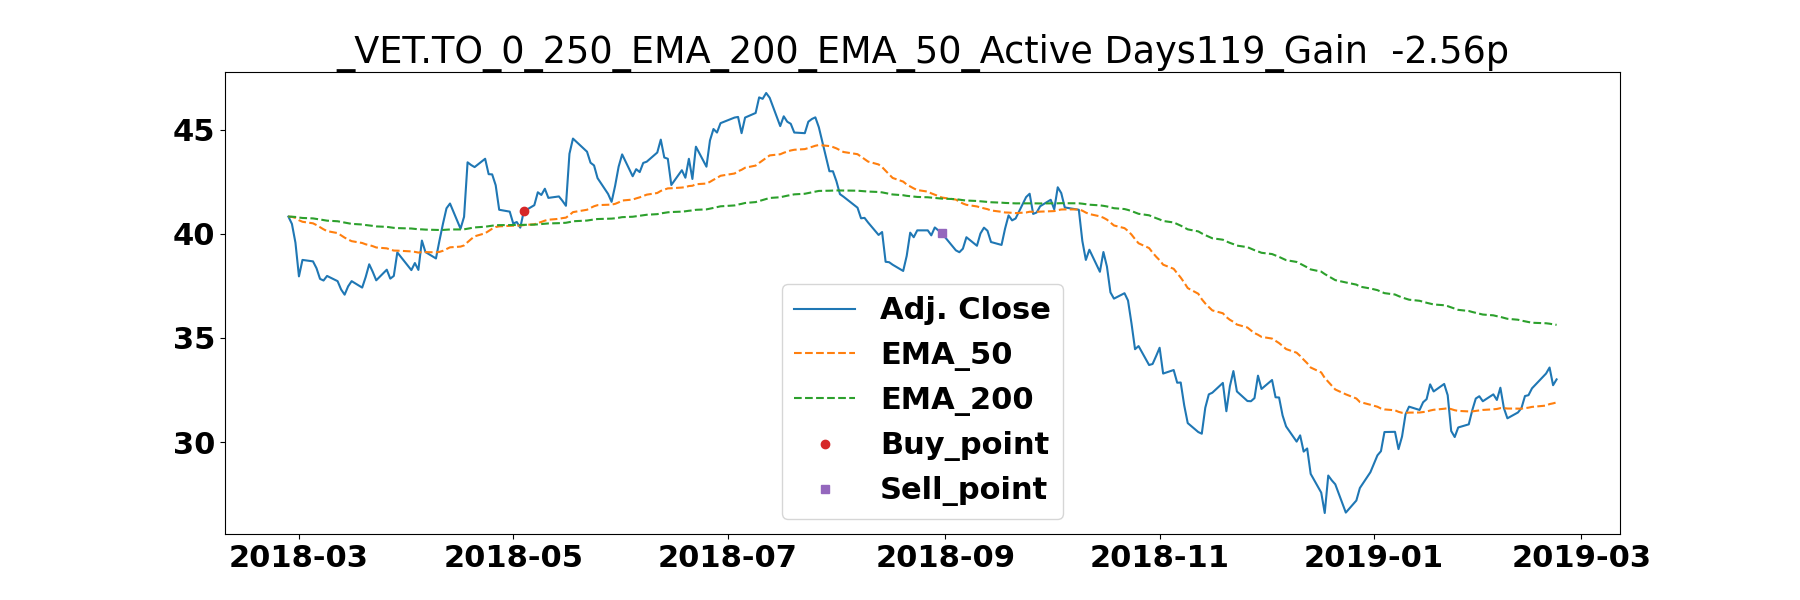 _VET.TO_0_250_EMA_200_EMA_50_Active Days119_Gain  -2.56p
45
40
35
30
Adj. Close
EMA_50
EMA_200
Buy_point
Sell_point
2018-03 2018-05 2018-07 2018-09 2018-11 2019-01 2019-03